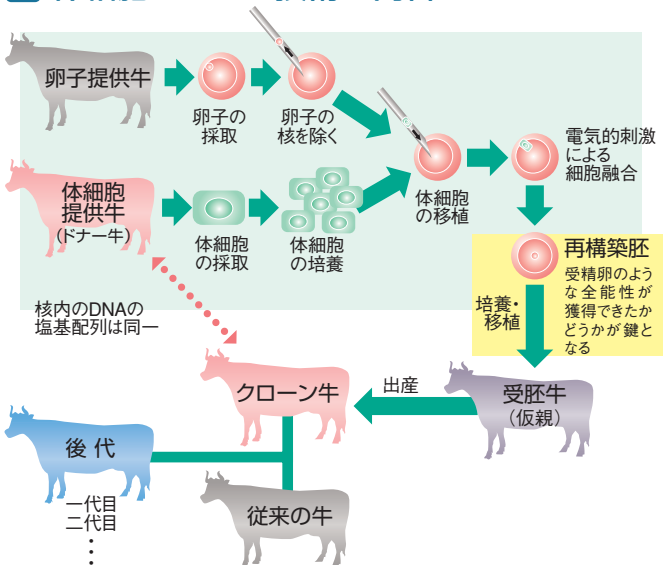 卵子提供牛
卵子の
採取
卵子の
核を除く
電気的刺激
による
細胞融合
体細胞
提供牛
(ドナー牛)
体細胞
の採取
体細胞
の培養
体細胞
の移植
再構築胚
受精卵のよう
な全能性が
獲得できたか
どうかが鍵と
なる
培養・
移植
核内のDNAの
塩基配列は同一
クローン牛
出産
受胚牛
(仮親)
後代
一代目
二代目
・
・
・
従来の牛